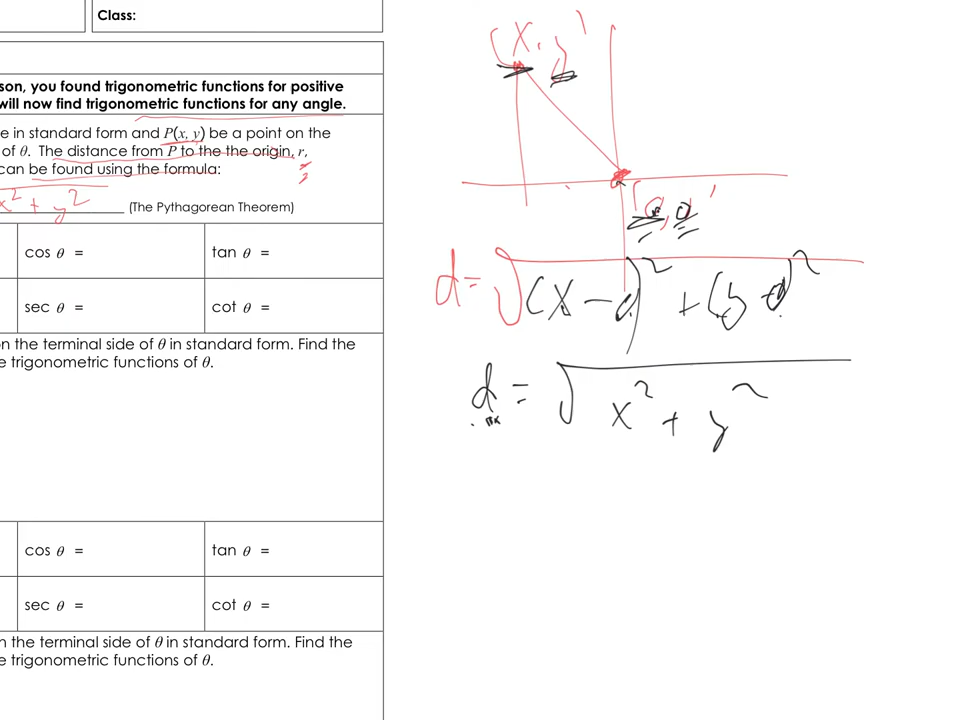 Class:
son, you found trigonometric functions for positive
will now find trigonometric functions for any angle.
e in standard form and P(x, y) be a point on the
of θ. The distance from P to the the origin, r,
can be found using the formula:
x² + y² (The Pythagorean Theorem)
cos θ = tan θ =
sec θ = cot θ =
on the terminal side of θ in standard form. Find the
e trigonometric functions of θ.
cos θ = tan θ =
sec θ = cot θ =
n the terminal side of θ in standard form. Find the
e trigonometric functions of θ.
(x, y)
d = √(x - 0)² + (y - 0)²
d = √x² + y²